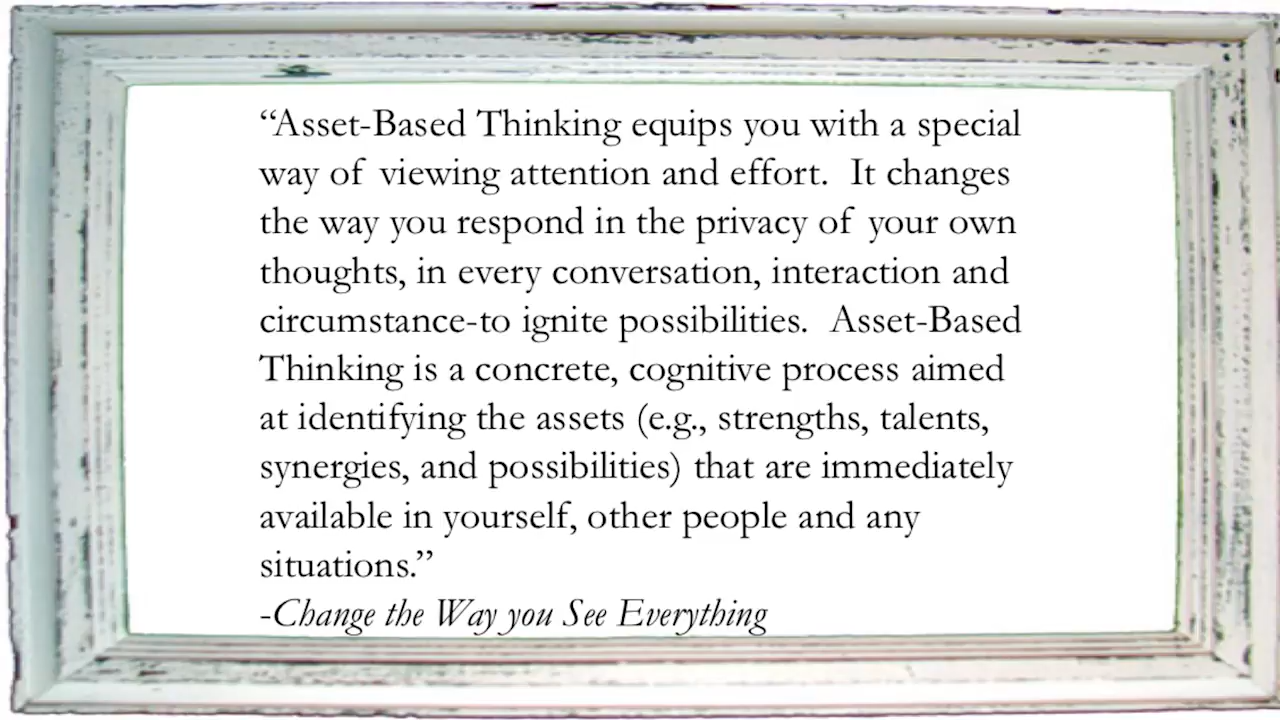 “Asset-Based Thinking equips you with a special
way of viewing attention and effort.  It changes
the way you respond in the privacy of your own
thoughts, in every conversation, interaction and
circumstance-to ignite possibilities.  Asset-Based
Thinking is a concrete, cognitive process aimed
at identifying the assets (e.g., strengths, talents,
synergies, and possibilities) that are immediately
available in yourself, other people and any
situations.”
-Change the Way you See Everything